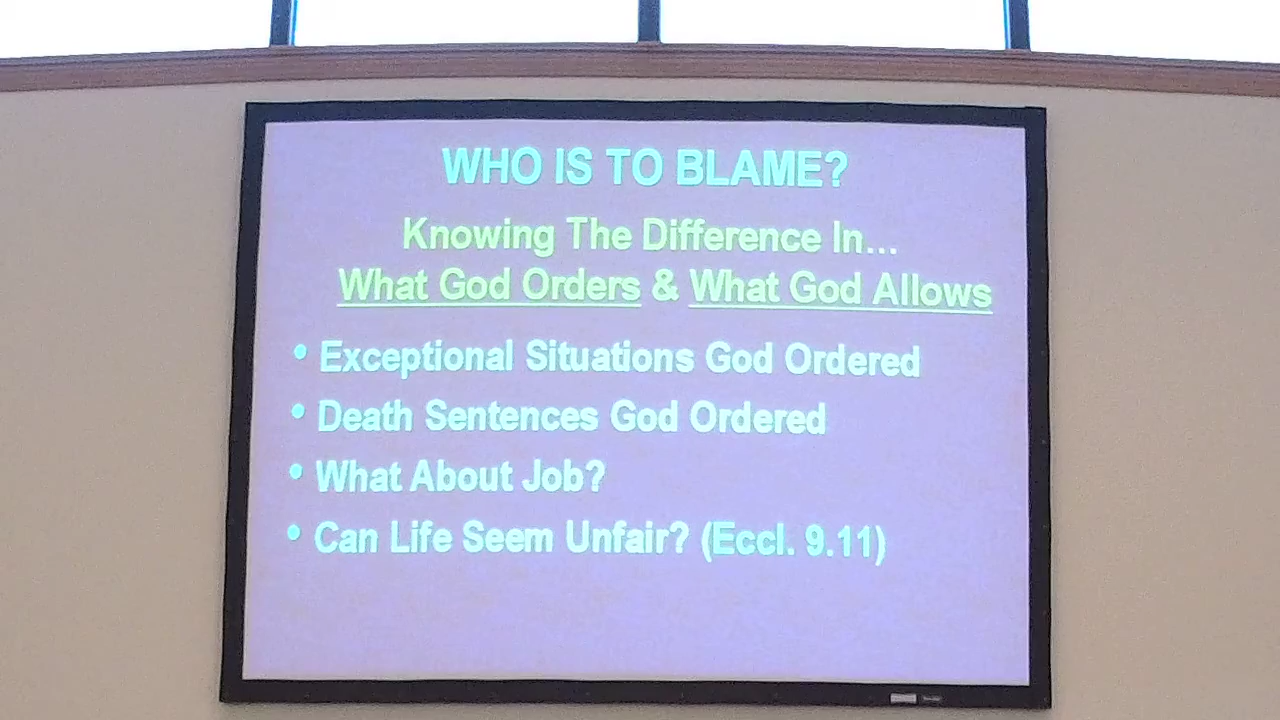 WHO IS TO BLAME?
Knowing The Difference In...
What God Orders & What God Allows
• Exceptional Situations God Ordered
• Death Sentences God Ordered
• What About Job?
• Can Life Seem Unfair? (Eccl. 9.11)